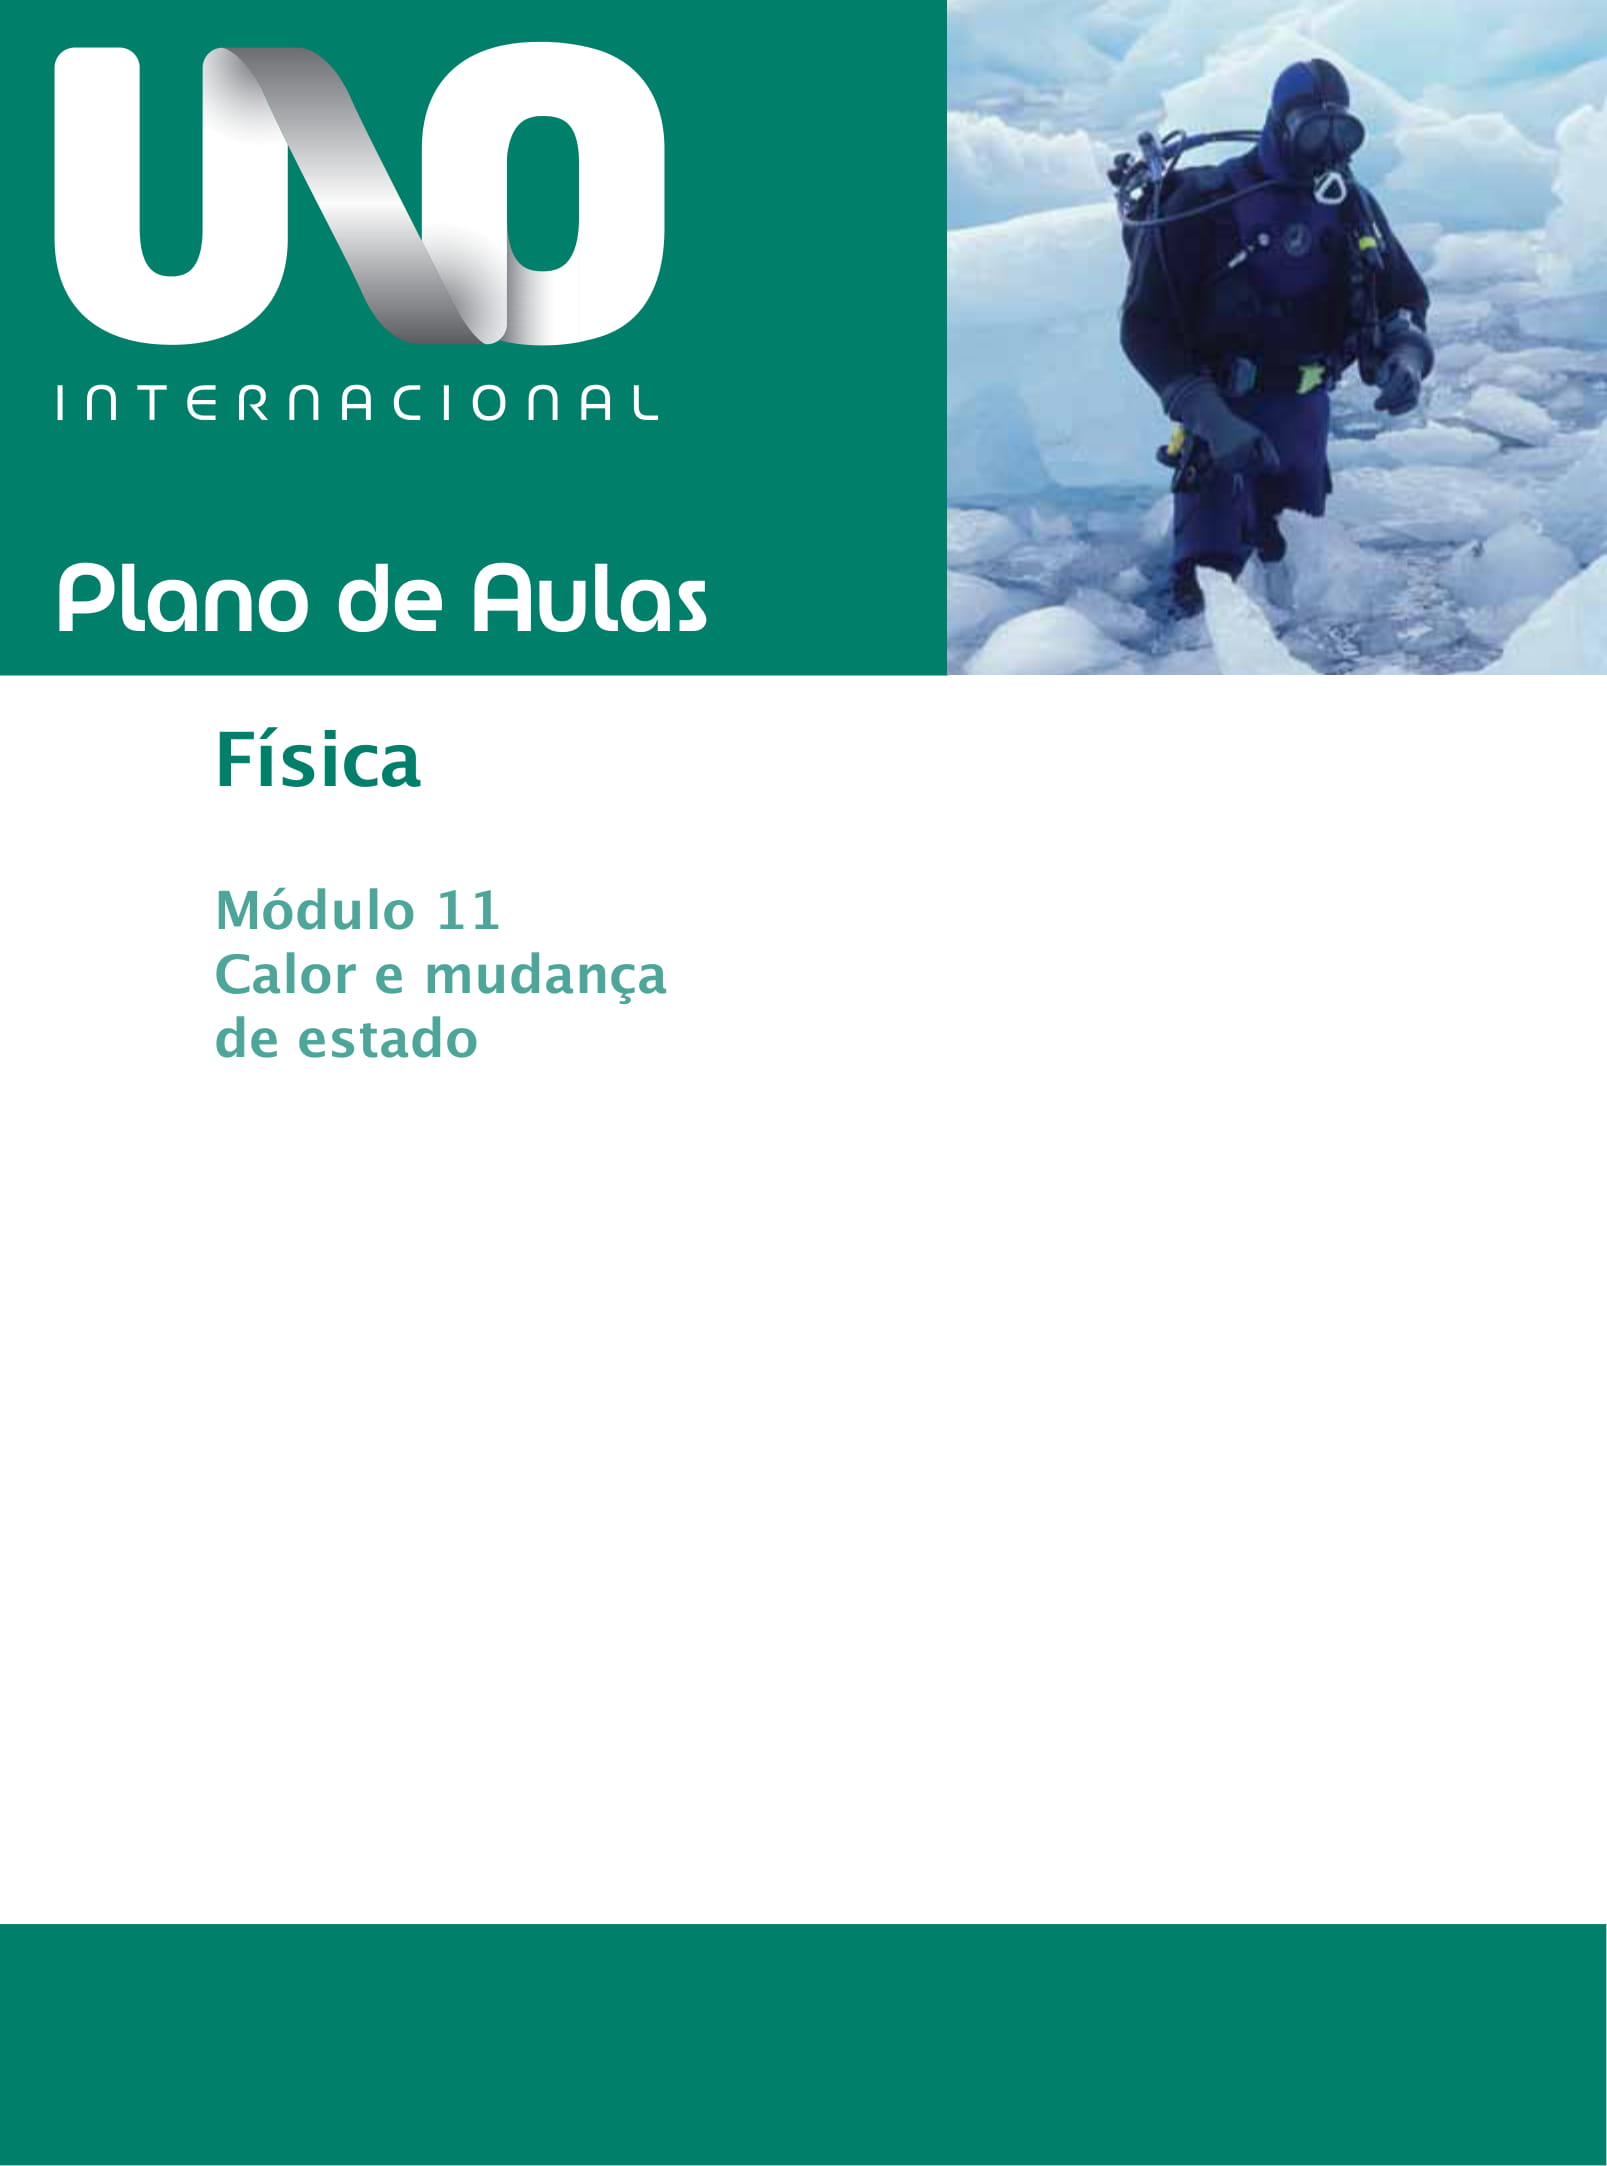 UNO
INTERNACIONAL
Plano de Aulas
Física
Módulo 11
Calor e mudança
de estado